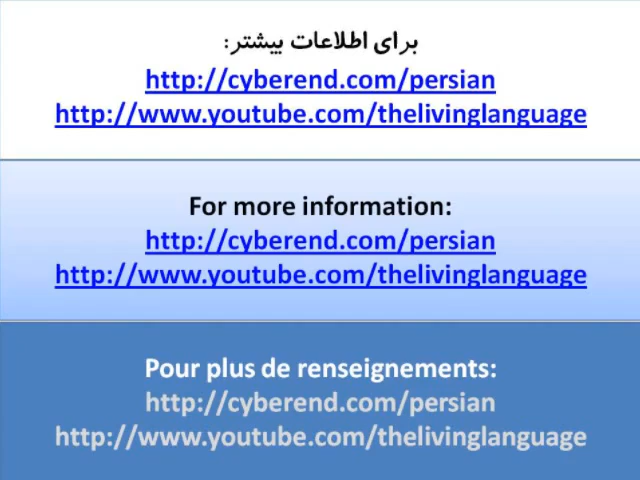 برای اطلاعات بیشتر:
http://cyberend.com/persian
http://www.youtube.com/thelivinglanguage
For more information:
http://cyberend.com/persian
http://www.youtube.com/thelivinglanguage
Pour plus de renseignements:
http://cyberend.com/persian
http://www.youtube.com/thelivinglanguage